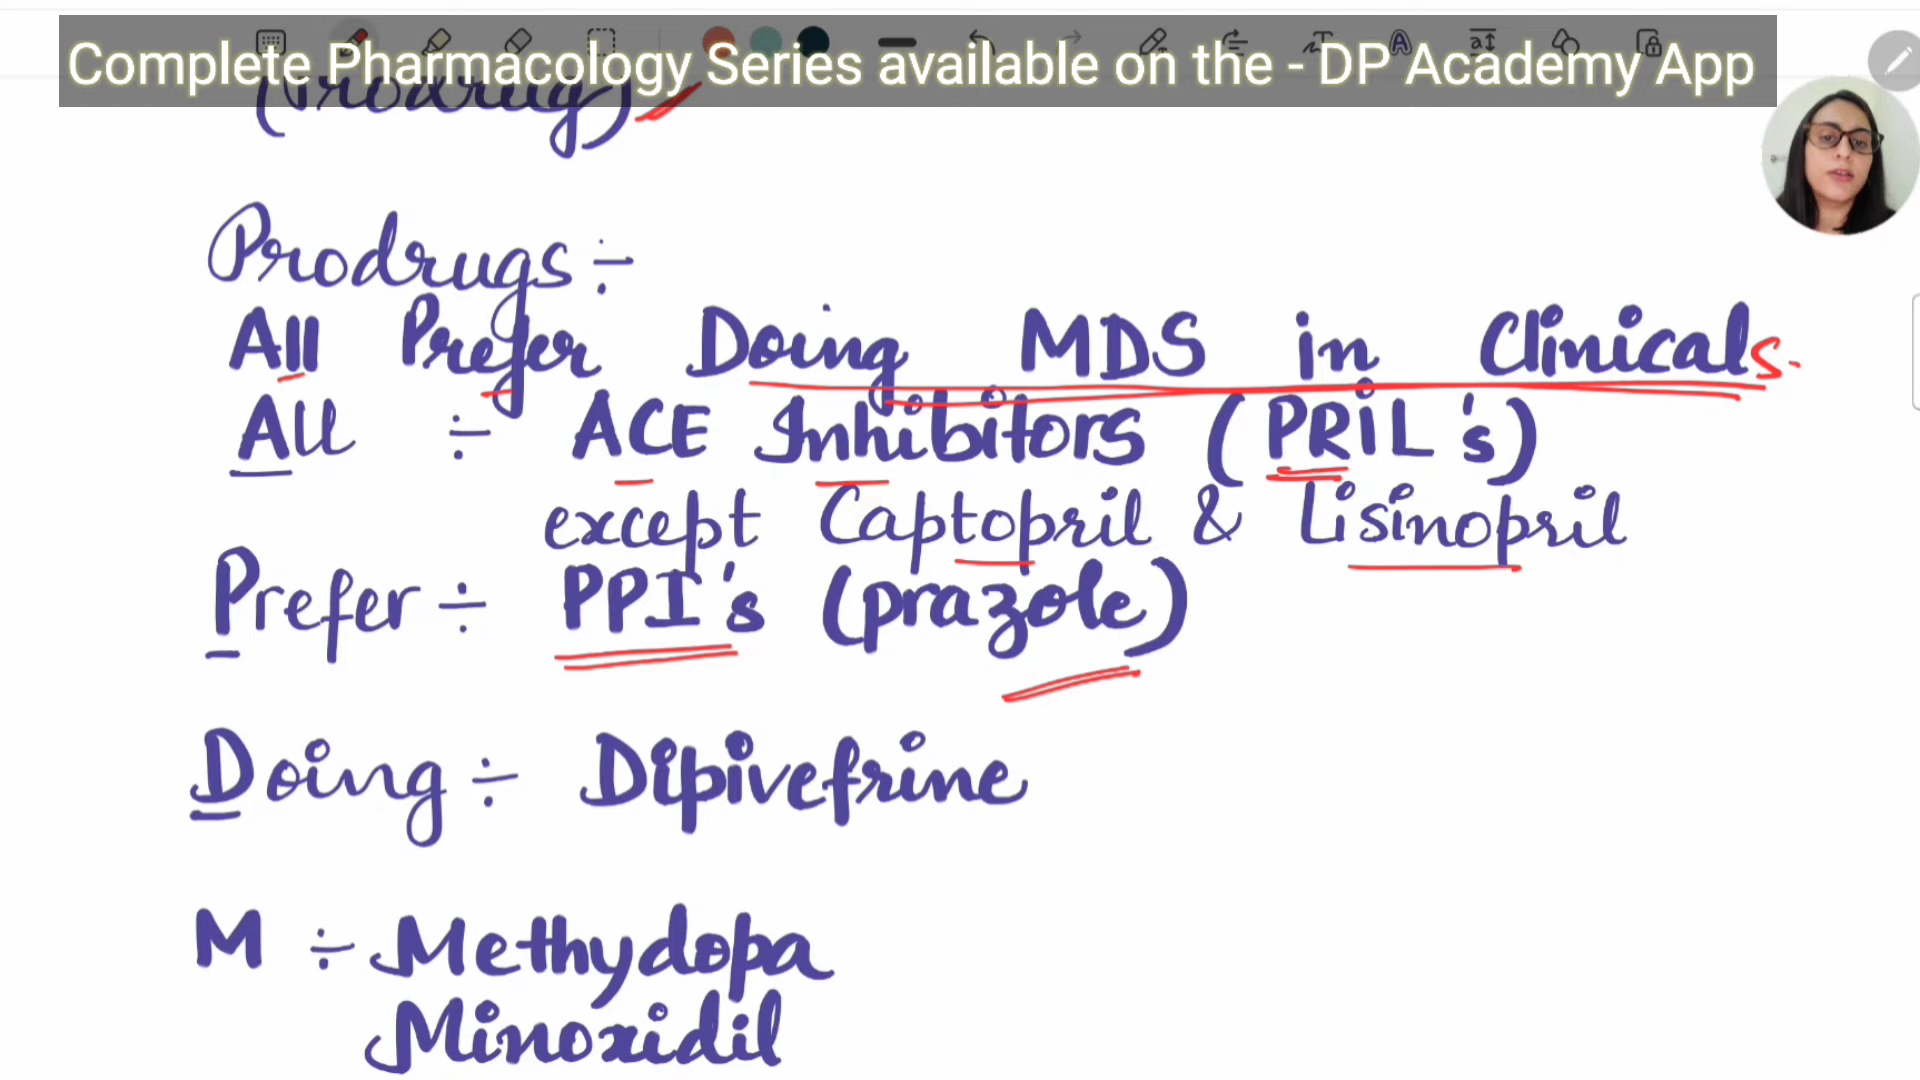 Complete Pharmacology Series available on the - DP Academy App
(Prodrug)
Prodrugs ÷
All Prefer Doing MDS in Clinicals.
All ÷ ACE Inhibitors (PRIL's)
except Captopril & Lisinopril
Prefer ÷ PPI's (prazole)
Doing ÷ Dipivefrine
M ÷ Methydopa
Minoxidil